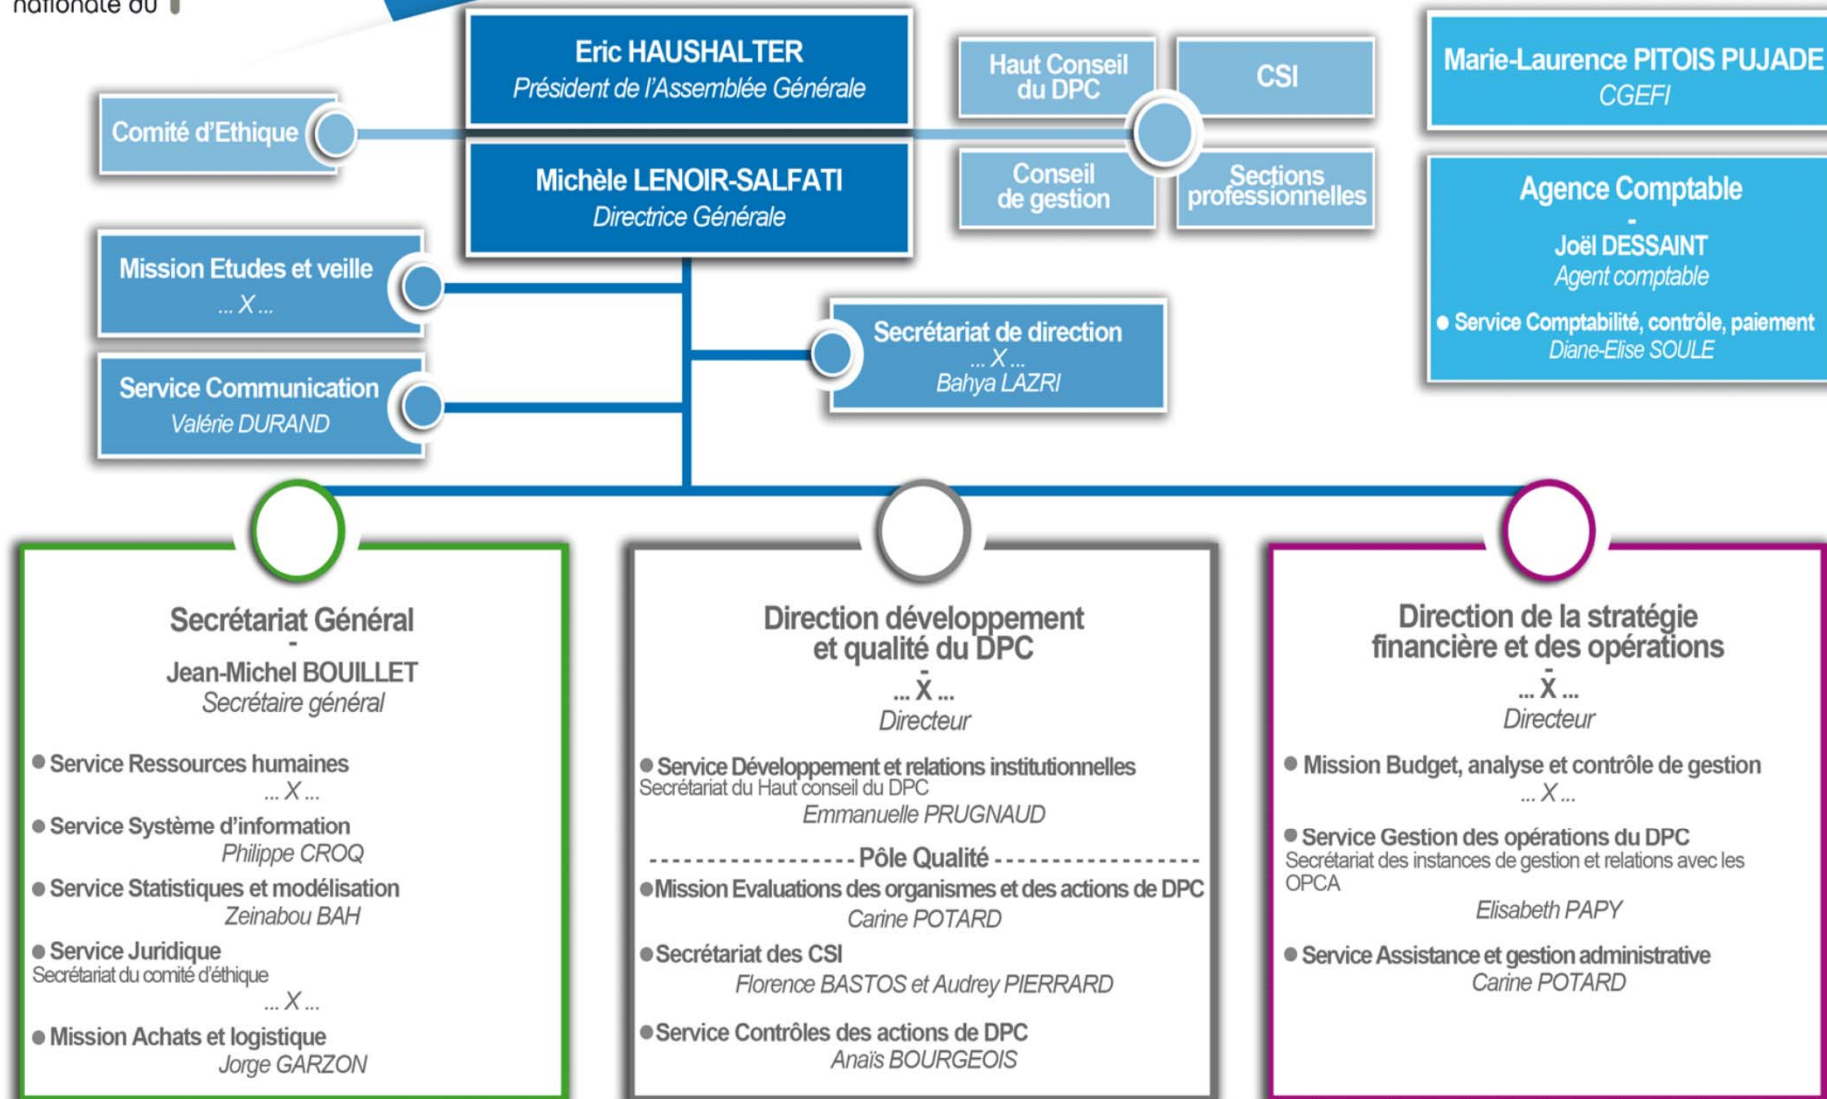 nationale du
Eric HAUSHALTER
Président de l'Assemblée Générale
Haut Conseil
du DPC
CSI
Marie-Laurence PITOIS PUJADE
CGEFI
Comité d'Ethique
Michèle LENOIR-SALFATI
Directrice Générale
Conseil
de gestion
Sections
professionnelles
Agence Comptable
-
Joël DESSAINT
Agent comptable
● Service Comptabilité, contrôle, paiement
Diane-Elise SOULE
Mission Etudes et veille
... X ...
Secrétariat de direction
... X ...
Bahya LAZRI
Service Communication
Valérie DURAND
Secrétariat Général
-
Jean-Michel BOUILLET
Secrétaire général
● Service Ressources humaines
... X ...
● Service Système d'information
Philippe CROQ
● Service Statistiques et modélisation
Zeinabou BAH
● Service Juridique
Secrétariat du comité d'éthique
... X ...
● Mission Achats et logistique
Jorge GARZON
Direction développement
et qualité du DPC
-
... X ...
Directeur
● Service Développement et relations institutionnelles
Secrétariat du Haut conseil du DPC
Emmanuelle PRUGNAUD
------------------ Pôle Qualité ------------------
● Mission Evaluations des organismes et des actions de DPC
Carine POTARD
● Secrétariat des CSI
Florence BASTOS et Audrey PIERRARD
● Service Contrôles des actions de DPC
Anaïs BOURGEOIS
Direction de la stratégie
financière et des opérations
-
... X ...
Directeur
● Mission Budget, analyse et contrôle de gestion
... X ...
● Service Gestion des opérations du DPC
Secrétariat des instances de gestion et relations avec les
OPCA
Elisabeth PAPY
● Service Assistance et gestion administrative
Carine POTARD